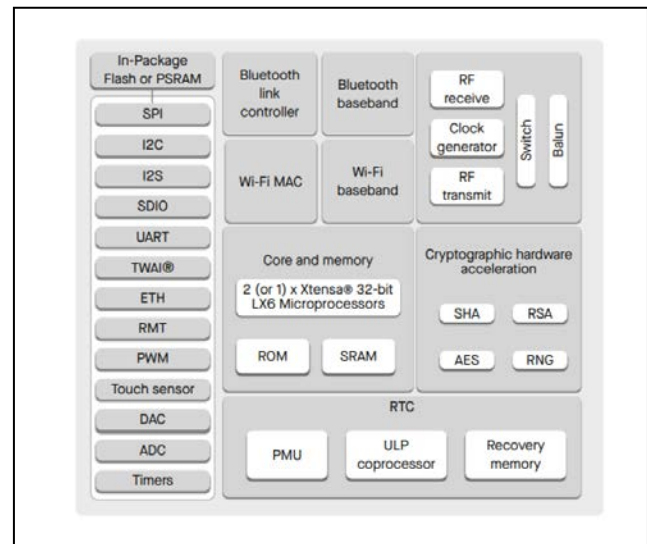 In-Package
Flash or PSRAM
SPI
I2C
I2S
SDIO
UART
TWAI®
ETH
RMT
PWM
Touch sensor
DAC
ADC
Timers
Bluetooth
link
controller
Bluetooth
baseband
RF
receive
Clock
generator
RF
transmit
Switch
Balun
Wi-Fi MAC
Wi-Fi
baseband
Core and memory
2 (or 1) x Xtensa® 32-bit
LX6 Microprocessors
ROM
SRAM
Cryptographic hardware
acceleration
SHA
RSA
AES
RNG
RTC
PMU
ULP
coprocessor
Recovery
memory